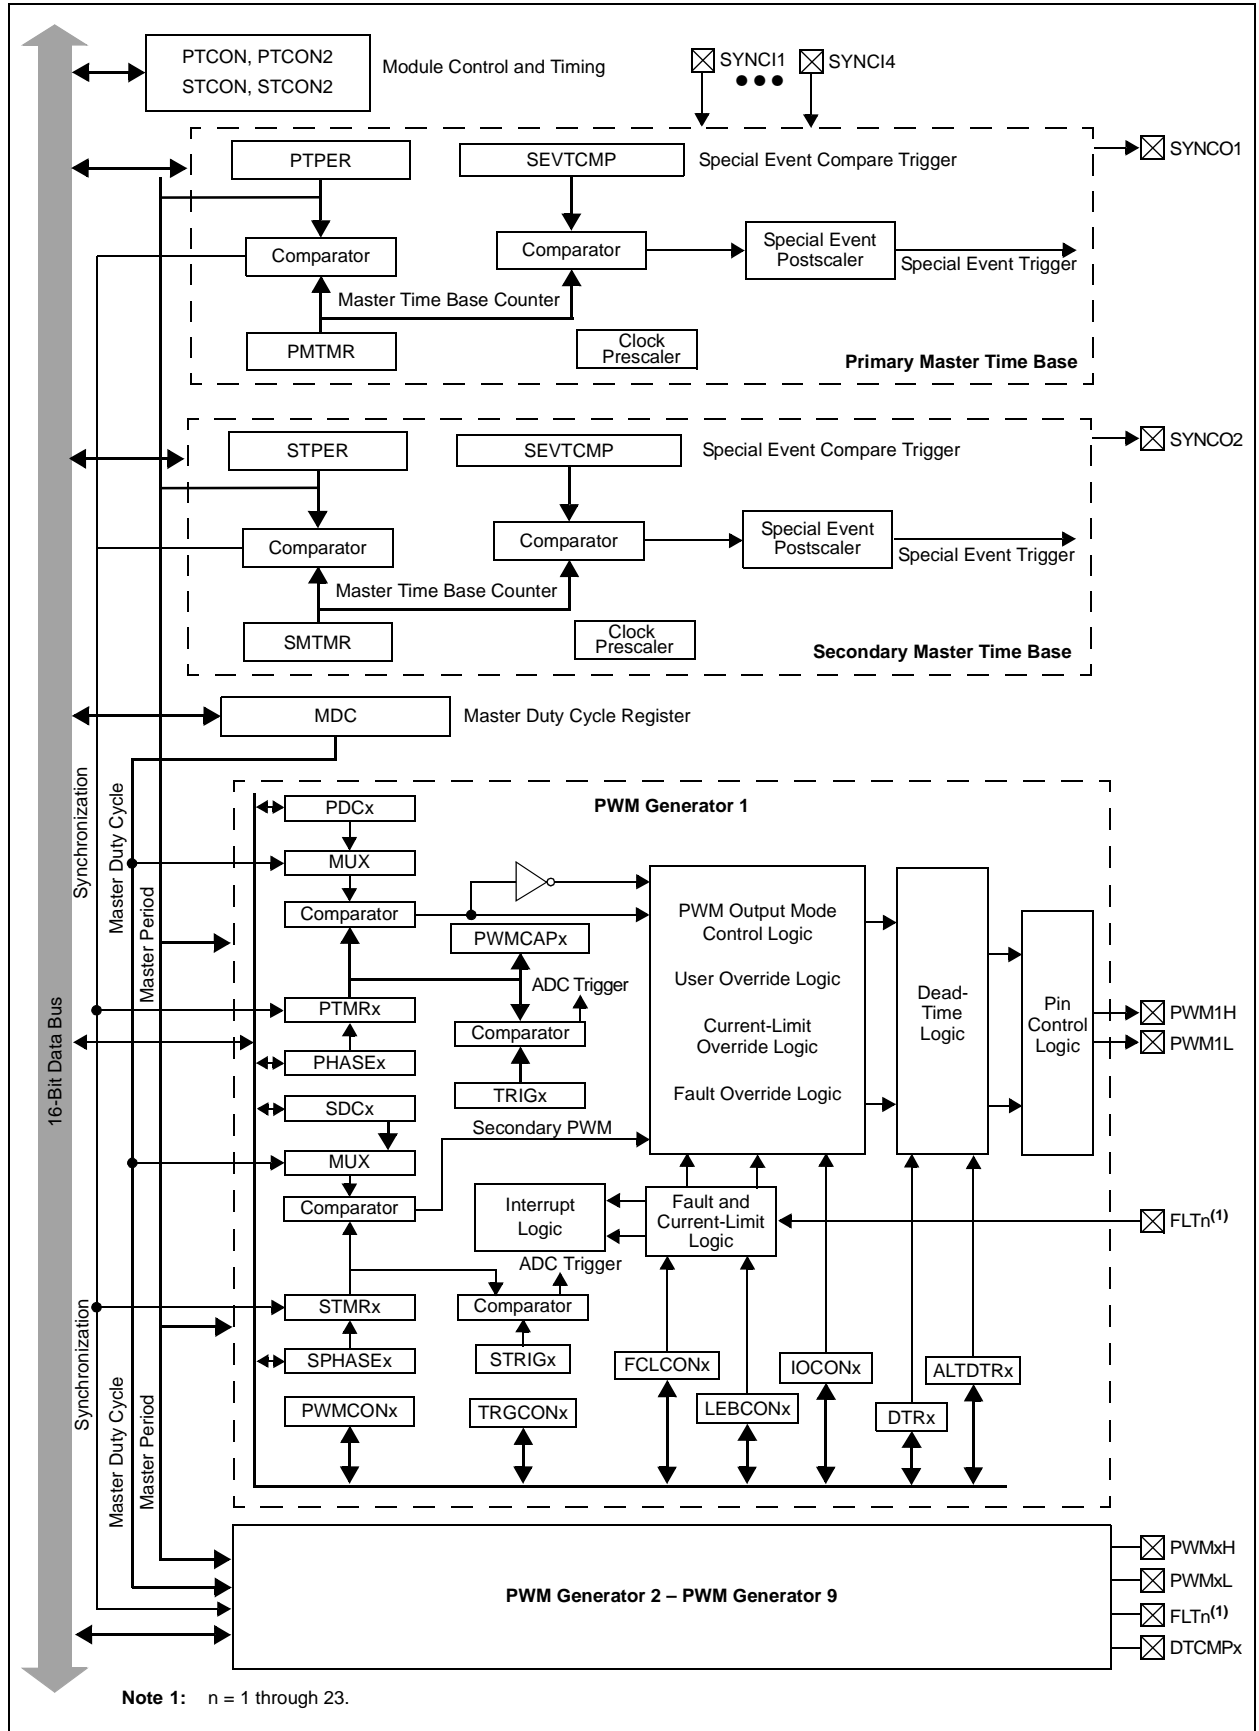 PTCON, PTCON2
STCON, STCON2
Module Control and Timing
SYNCI1
SYNCI4
PTPER
SEVTCMP
Special Event Compare Trigger
SYNCO1
Comparator
Comparator
Special Event
Postscaler
Special Event Trigger
Master Time Base Counter
PMTMR
Clock
Prescaler
Primary Master Time Base
STPER
SEVTCMP
Special Event Compare Trigger
SYNCO2
Comparator
Comparator
Special Event
Postscaler
Special Event Trigger
Master Time Base Counter
SMTMR
Clock
Prescaler
Secondary Master Time Base
MDC
Master Duty Cycle Register
16-Bit Data Bus
Synchronization
Master Duty Cycle
Master Period
PWM Generator 1
PDCx
MUX
Comparator
PWMCAPx
ADC Trigger
PTMRx
Comparator
PHASEx
TRIGx
SDCx
Secondary PWM
MUX
Comparator
PWM Output Mode
Control Logic
User Override Logic
Current-Limit
Override Logic
Fault Override Logic
Dead-
Time
Logic
Pin
Control
Logic
PWM1H
PWM1L
Interrupt
Logic
Fault and
Current-Limit
Logic
FLTn(1)
ADC Trigger
STMRx
Comparator
SPHASEx
STRIGx
FCLCONx
IOCONx
ALTDTRx
PWMCONx
TRGCONx
LEBCONx
DTRx
Synchronization
Master Duty Cycle
Master Period
PWM Generator 2 – PWM Generator 9
PWMxH
PWMxL
FLTn(1)
DTCMPx
Note 1: n = 1 through 23.